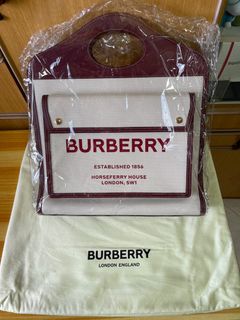 BURBERRY
ESTABLISHED 1856
HORSEFERRY HOUSE
LONDON, SW1
BURBERRY
LONDON ENGLAND